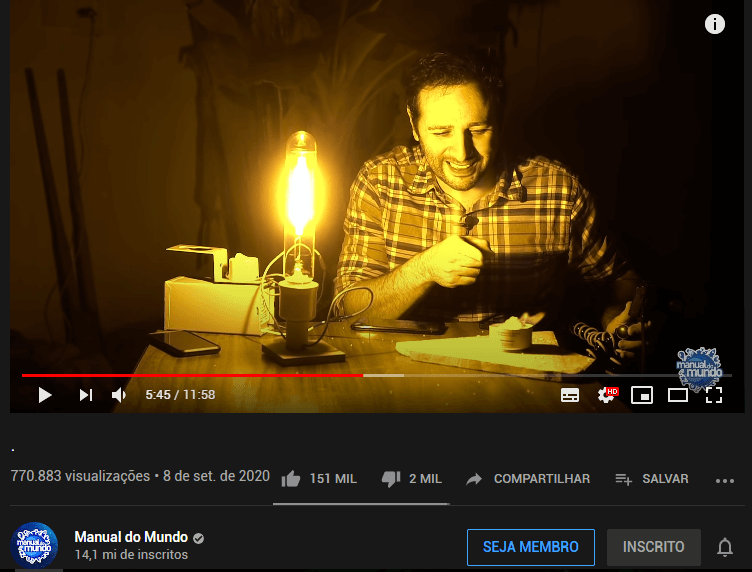 i
manual do
mundo
HD
5:45 / 11:58
.
770.883 visualizações • 8 de set. de 2020 151 MIL 2 MIL COMPARTILHAR SALVAR
manual do
mundo
Manual do Mundo
14,1 mi de inscritos
SEJA MEMBRO INSCRITO